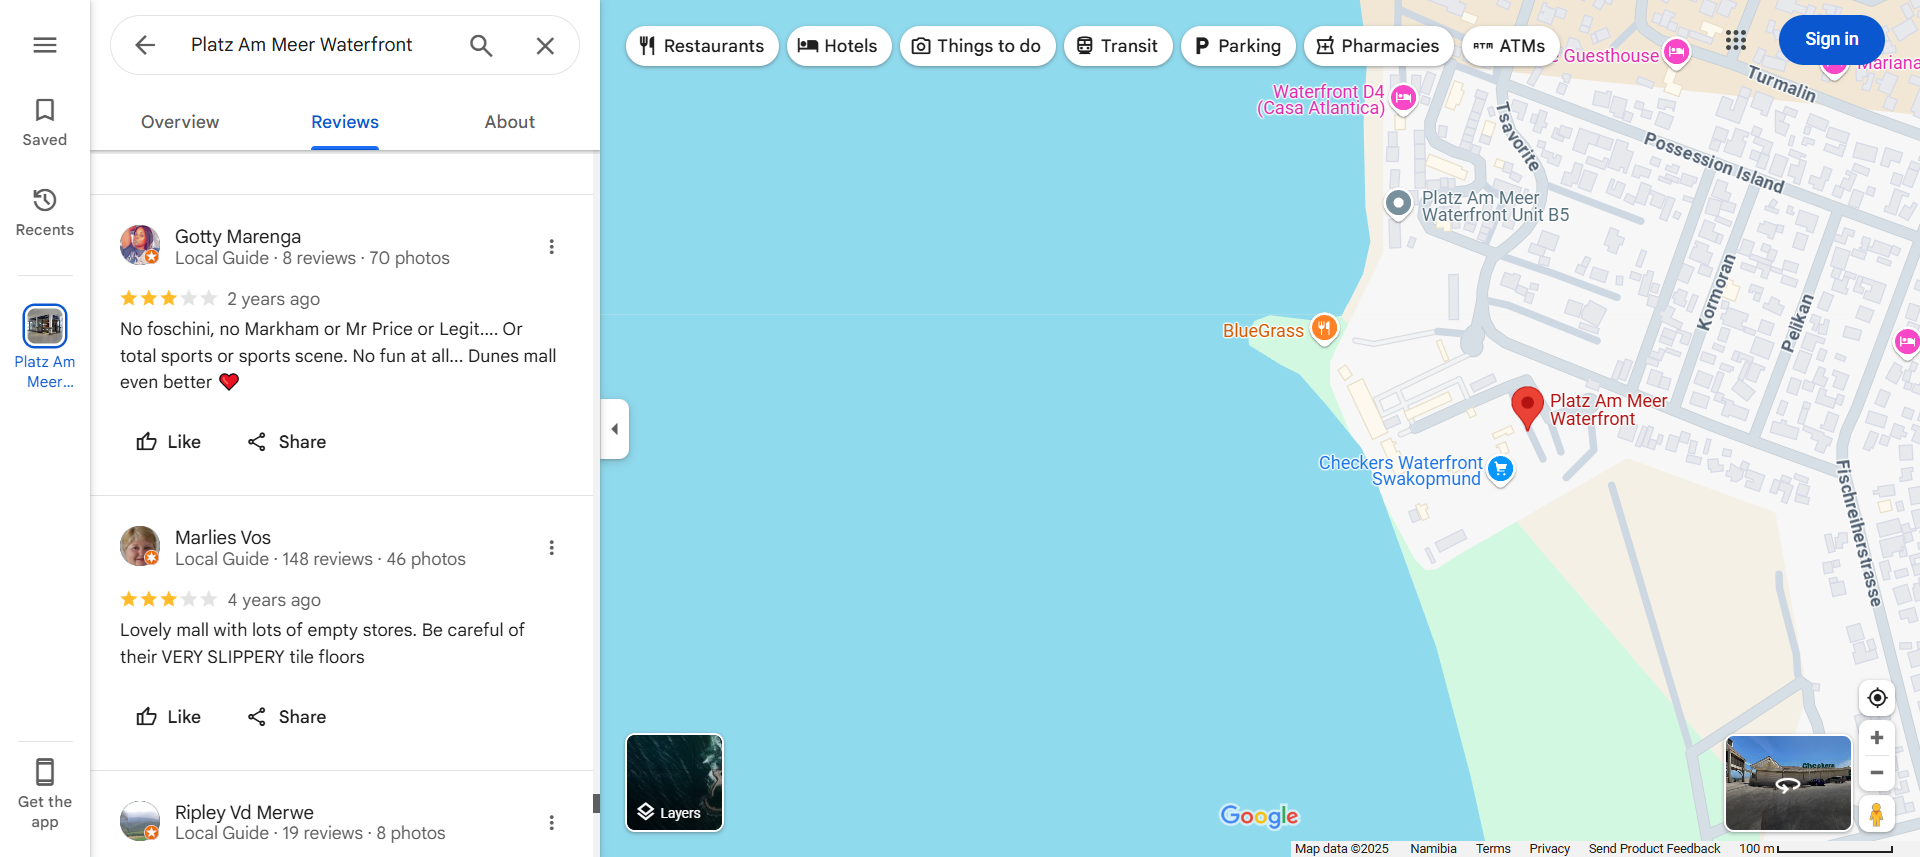 Platz Am Meer Waterfront
Saved
Recents
Platz Am
Meer...
Get the
app
Overview
Reviews
About
Gotty Marenga
Local Guide · 8 reviews · 70 photos
2 years ago
No foschini, no Markham or Mr Price or Legit.... Or
total sports or sports scene. No fun at all... Dunes mall
even better
Like
Share
Marlies Vos
Local Guide · 148 reviews · 46 photos
4 years ago
Lovely mall with lots of empty stores. Be careful of
their VERY SLIPPERY tile floors
Like
Share
Ripley Vd Merwe
Local Guide · 19 reviews · 8 photos
Restaurants
Hotels
Things to do
Transit
Parking
Pharmacies
ATM ATMs
Sign in
Guesthouse
Mariana
Turmalin
Waterfront D4
(Casa Atlantica)
Tsavorite
Possession Island
Platz Am Meer
Waterfront Unit B5
Kormoran
Pelikan
BlueGrass
Platz Am Meer
Waterfront
Checkers Waterfront
Swakopmund
Fischreiherstrasse
Layers
Google
Checkers
Map data ©2025
Namibia
Terms
Privacy
Send Product Feedback
100 m